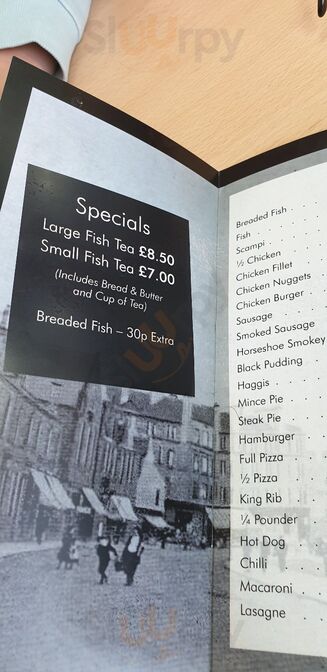 Sluurpy
Specials
Large Fish Tea £8.50
Small Fish Tea £7.00
(Includes Bread & Butter
and Cup of Tea)
Breaded Fish – 30p Extra
Breaded Fish . . .
Fish . . . .
Scampi . . . .
½ Chicken . . .
Chicken Fillet
Chicken Nuggets .
Chicken Burger . .
Sausage . . . .
Smoked Sausage
Horseshoe Smokey
Black Pudding . .
Haggis . . . .
Mince Pie . . .
Steak Pie . . . .
Hamburger . . .
Full Pizza . . . .
½ Pizza . . . .
King Rib . . . .
¼ Pounder . . .
Hot Dog . . . .
Chilli . . . . .
Macaroni . . . .
Lasagne . . . .